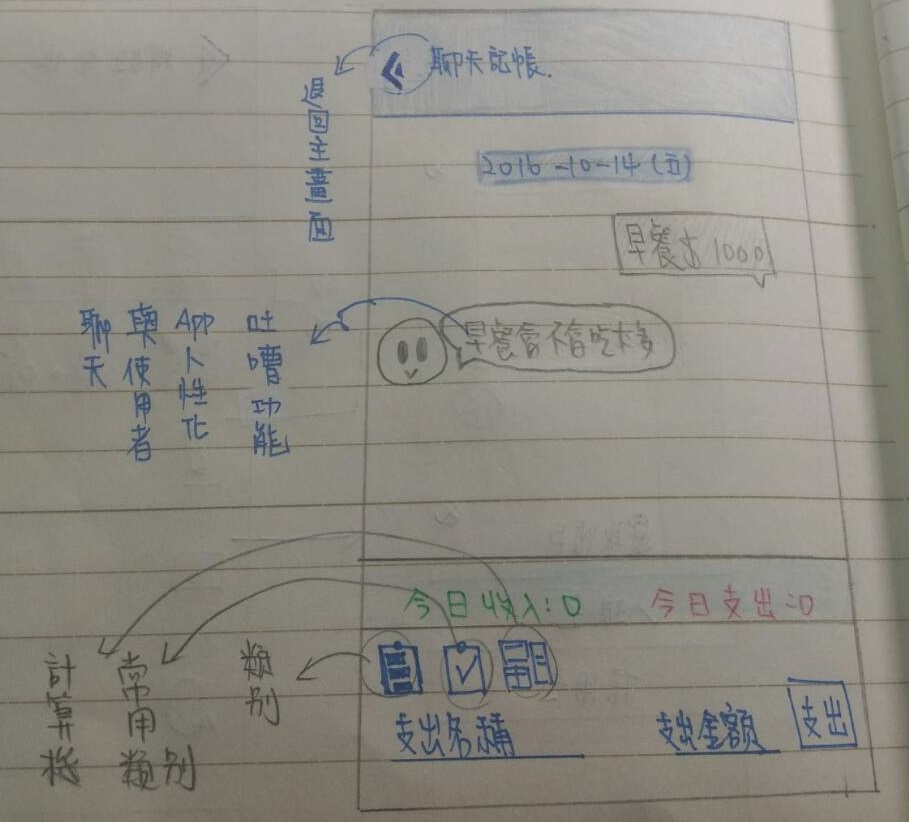 聊天記帳.
退回主畫面
2016-10-14(五)
早餐吉 1000
早餐會不會吃太多
吐嘈功能
App人性化
與使用者
聊天
今日收入:0
今日支出:0
類別
常用類別
計算機
支出名稱
支出金額
支出